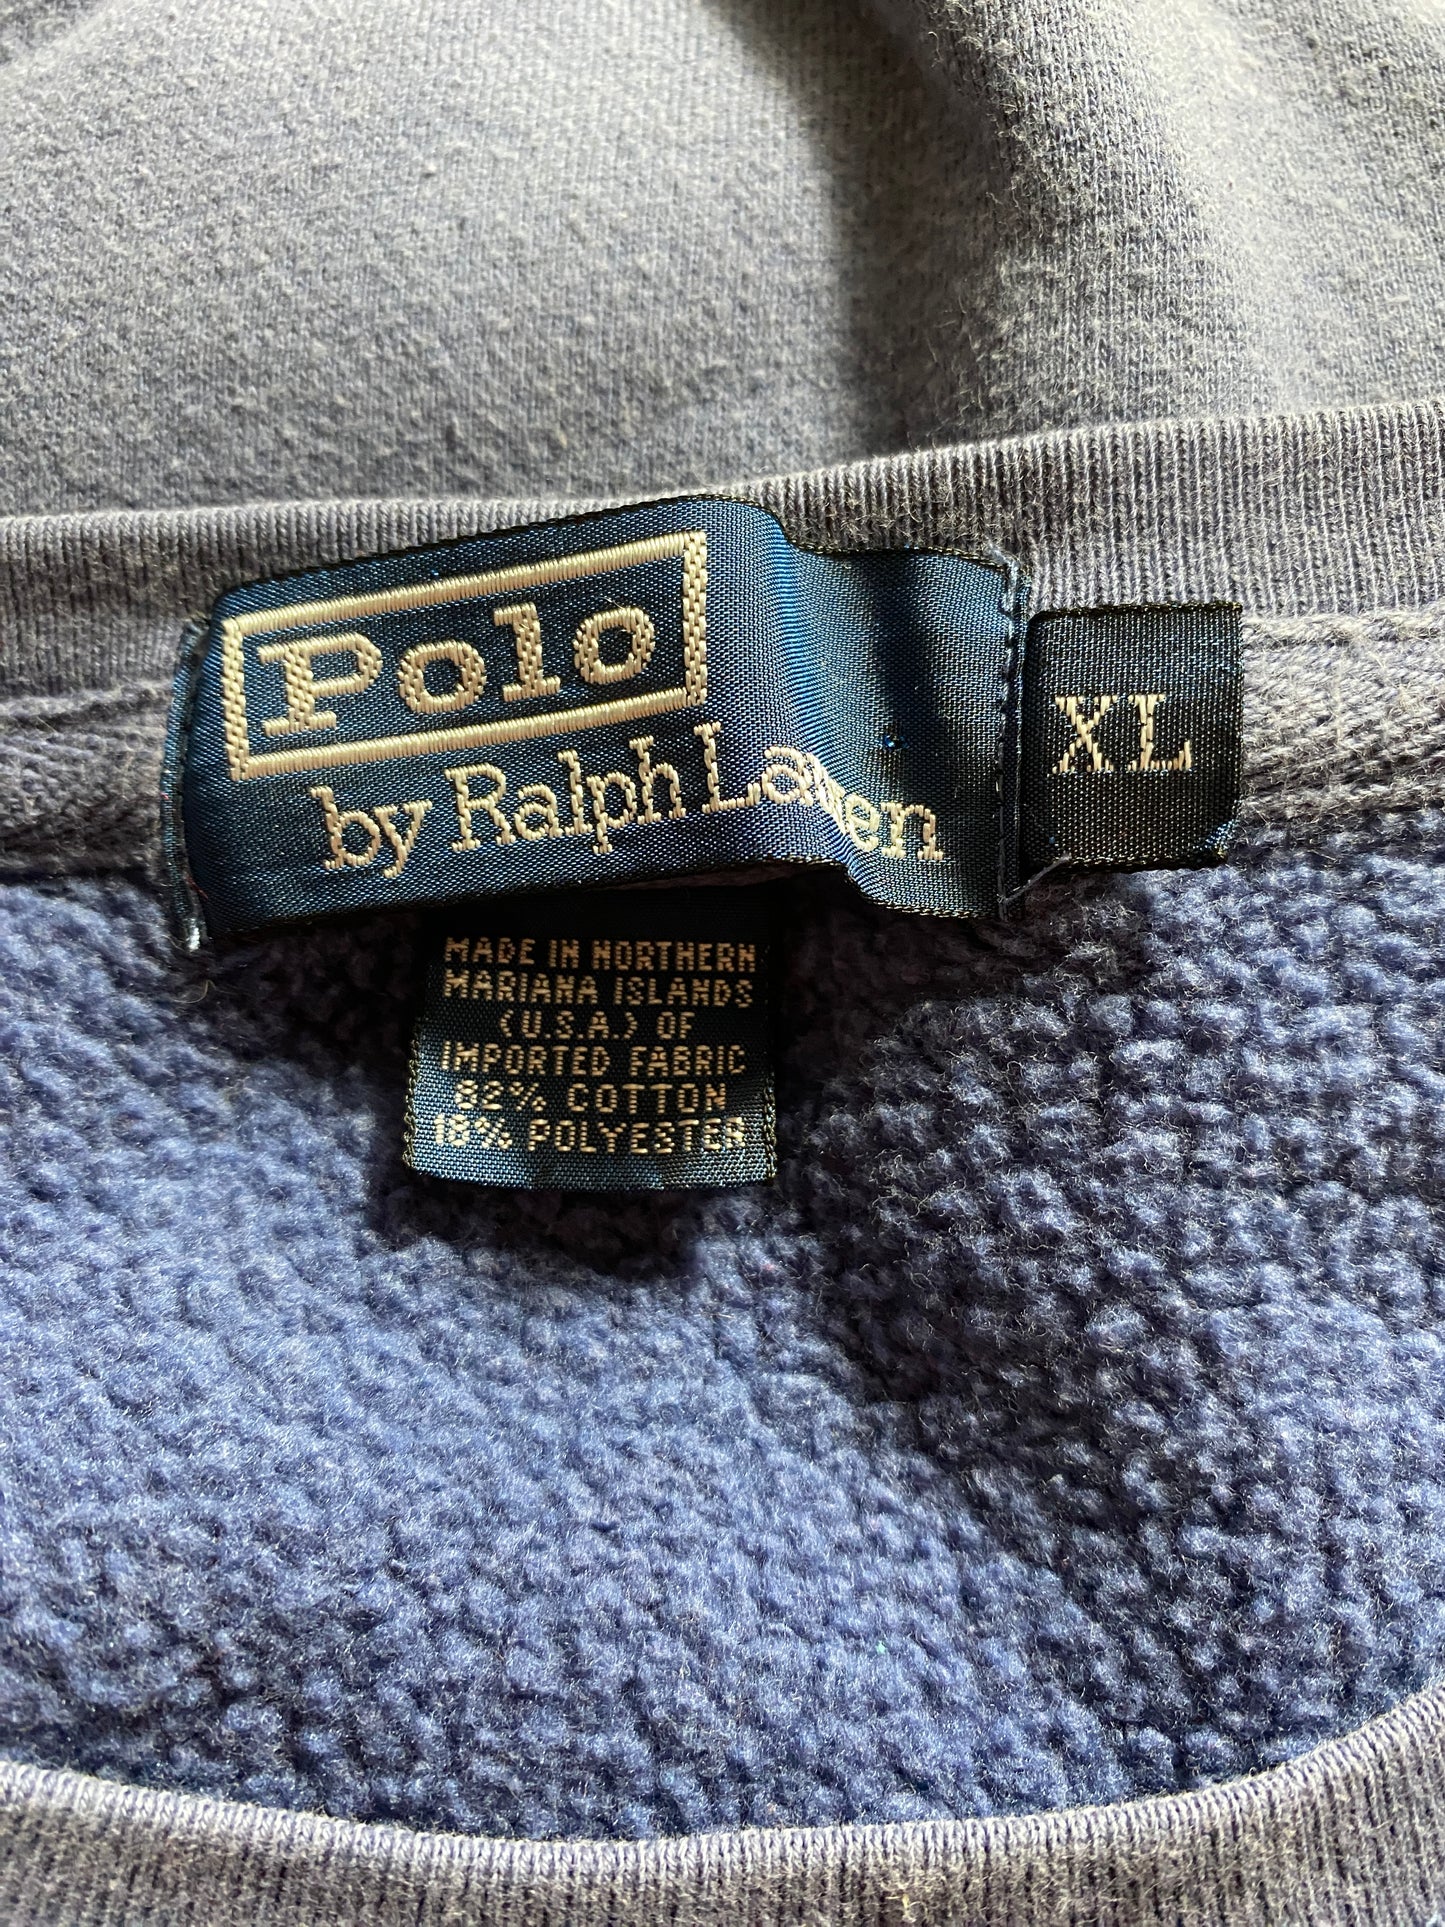 Polo
by Ralph Lauren
XL
MADE IN NORTHERN
MARIANA ISLANDS
(U.S.A.) OF
IMPORTED FABRIC
82% COTTON
18% POLYESTER